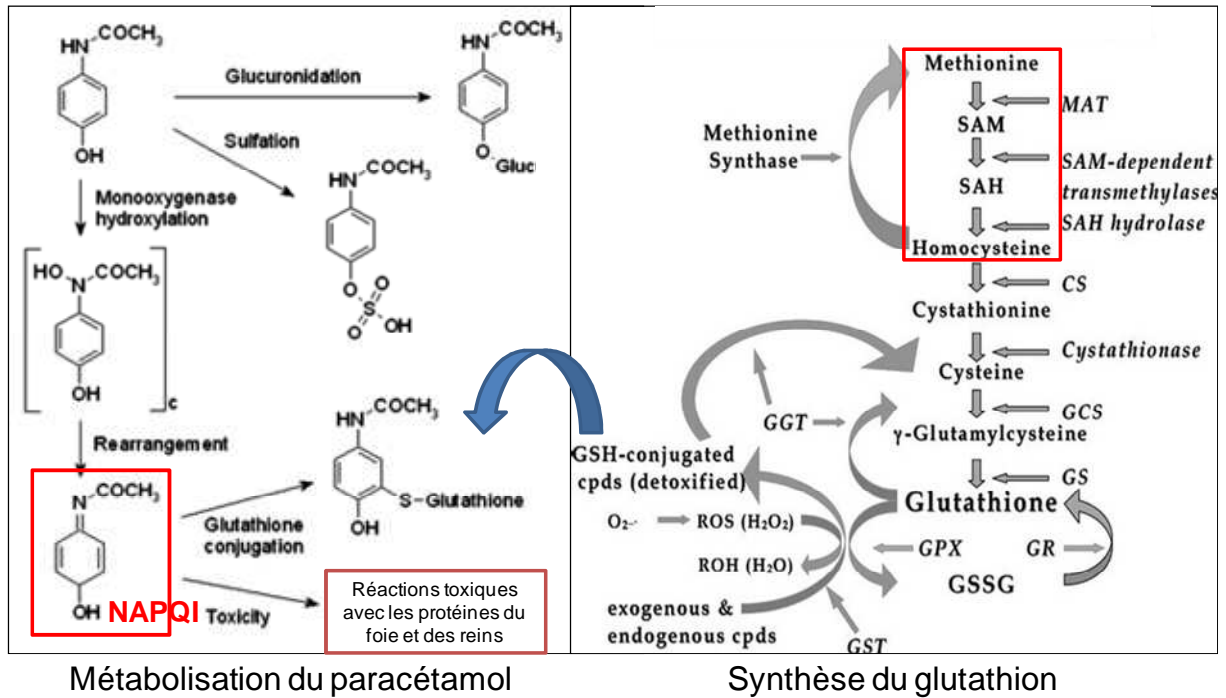 COCH₃
HN
OH
Glucuronidation
COCH₃
HN
O
Gluc
Sulfation
COCH₃
HN
O
O
S
O
OH
Monooxygenase
hydroxylation
HO
N
COCH₃
OH
c
Rearrangement
COCH₃
N
OH
NAPQI
Glutathione
conjugation
COCH₃
HN
S-Glutathione
OH
Toxicity
Réactions toxiques
avec les protéines du
foie et des reins
Métabolisation du paracétamol
Methionine
MAT
SAM
Methionine
Synthase
SAM-dependent
transmethylases
SAH
SAH hydrolase
Homocysteine
CS
Cystathionine
Cystathionase
Cysteine
GGT
GCS
γ-Glutamylcysteine
GSH-conjugated
cpds (detoxified)
GS
Glutathione
O₂-· ROS (H₂O₂)
GPX
GR
ROH (H₂O)
GSSG
exogenous &
endogenous cpds
GST
Synthèse du glutathion